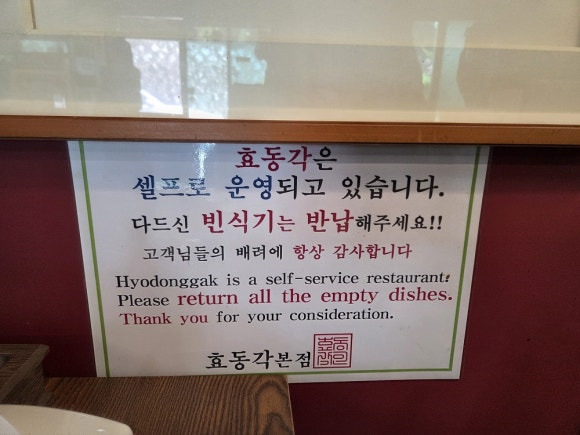 효동각은
셀프로 운영되고 있습니다.
다드신 빈식기는 반납해주세요!!
고객님들의 배려에 항상 감사합니다
Hyodonggak is a self-service restaurant.
Please return all the empty dishes.
Thank you for your consideration.
효동각본점